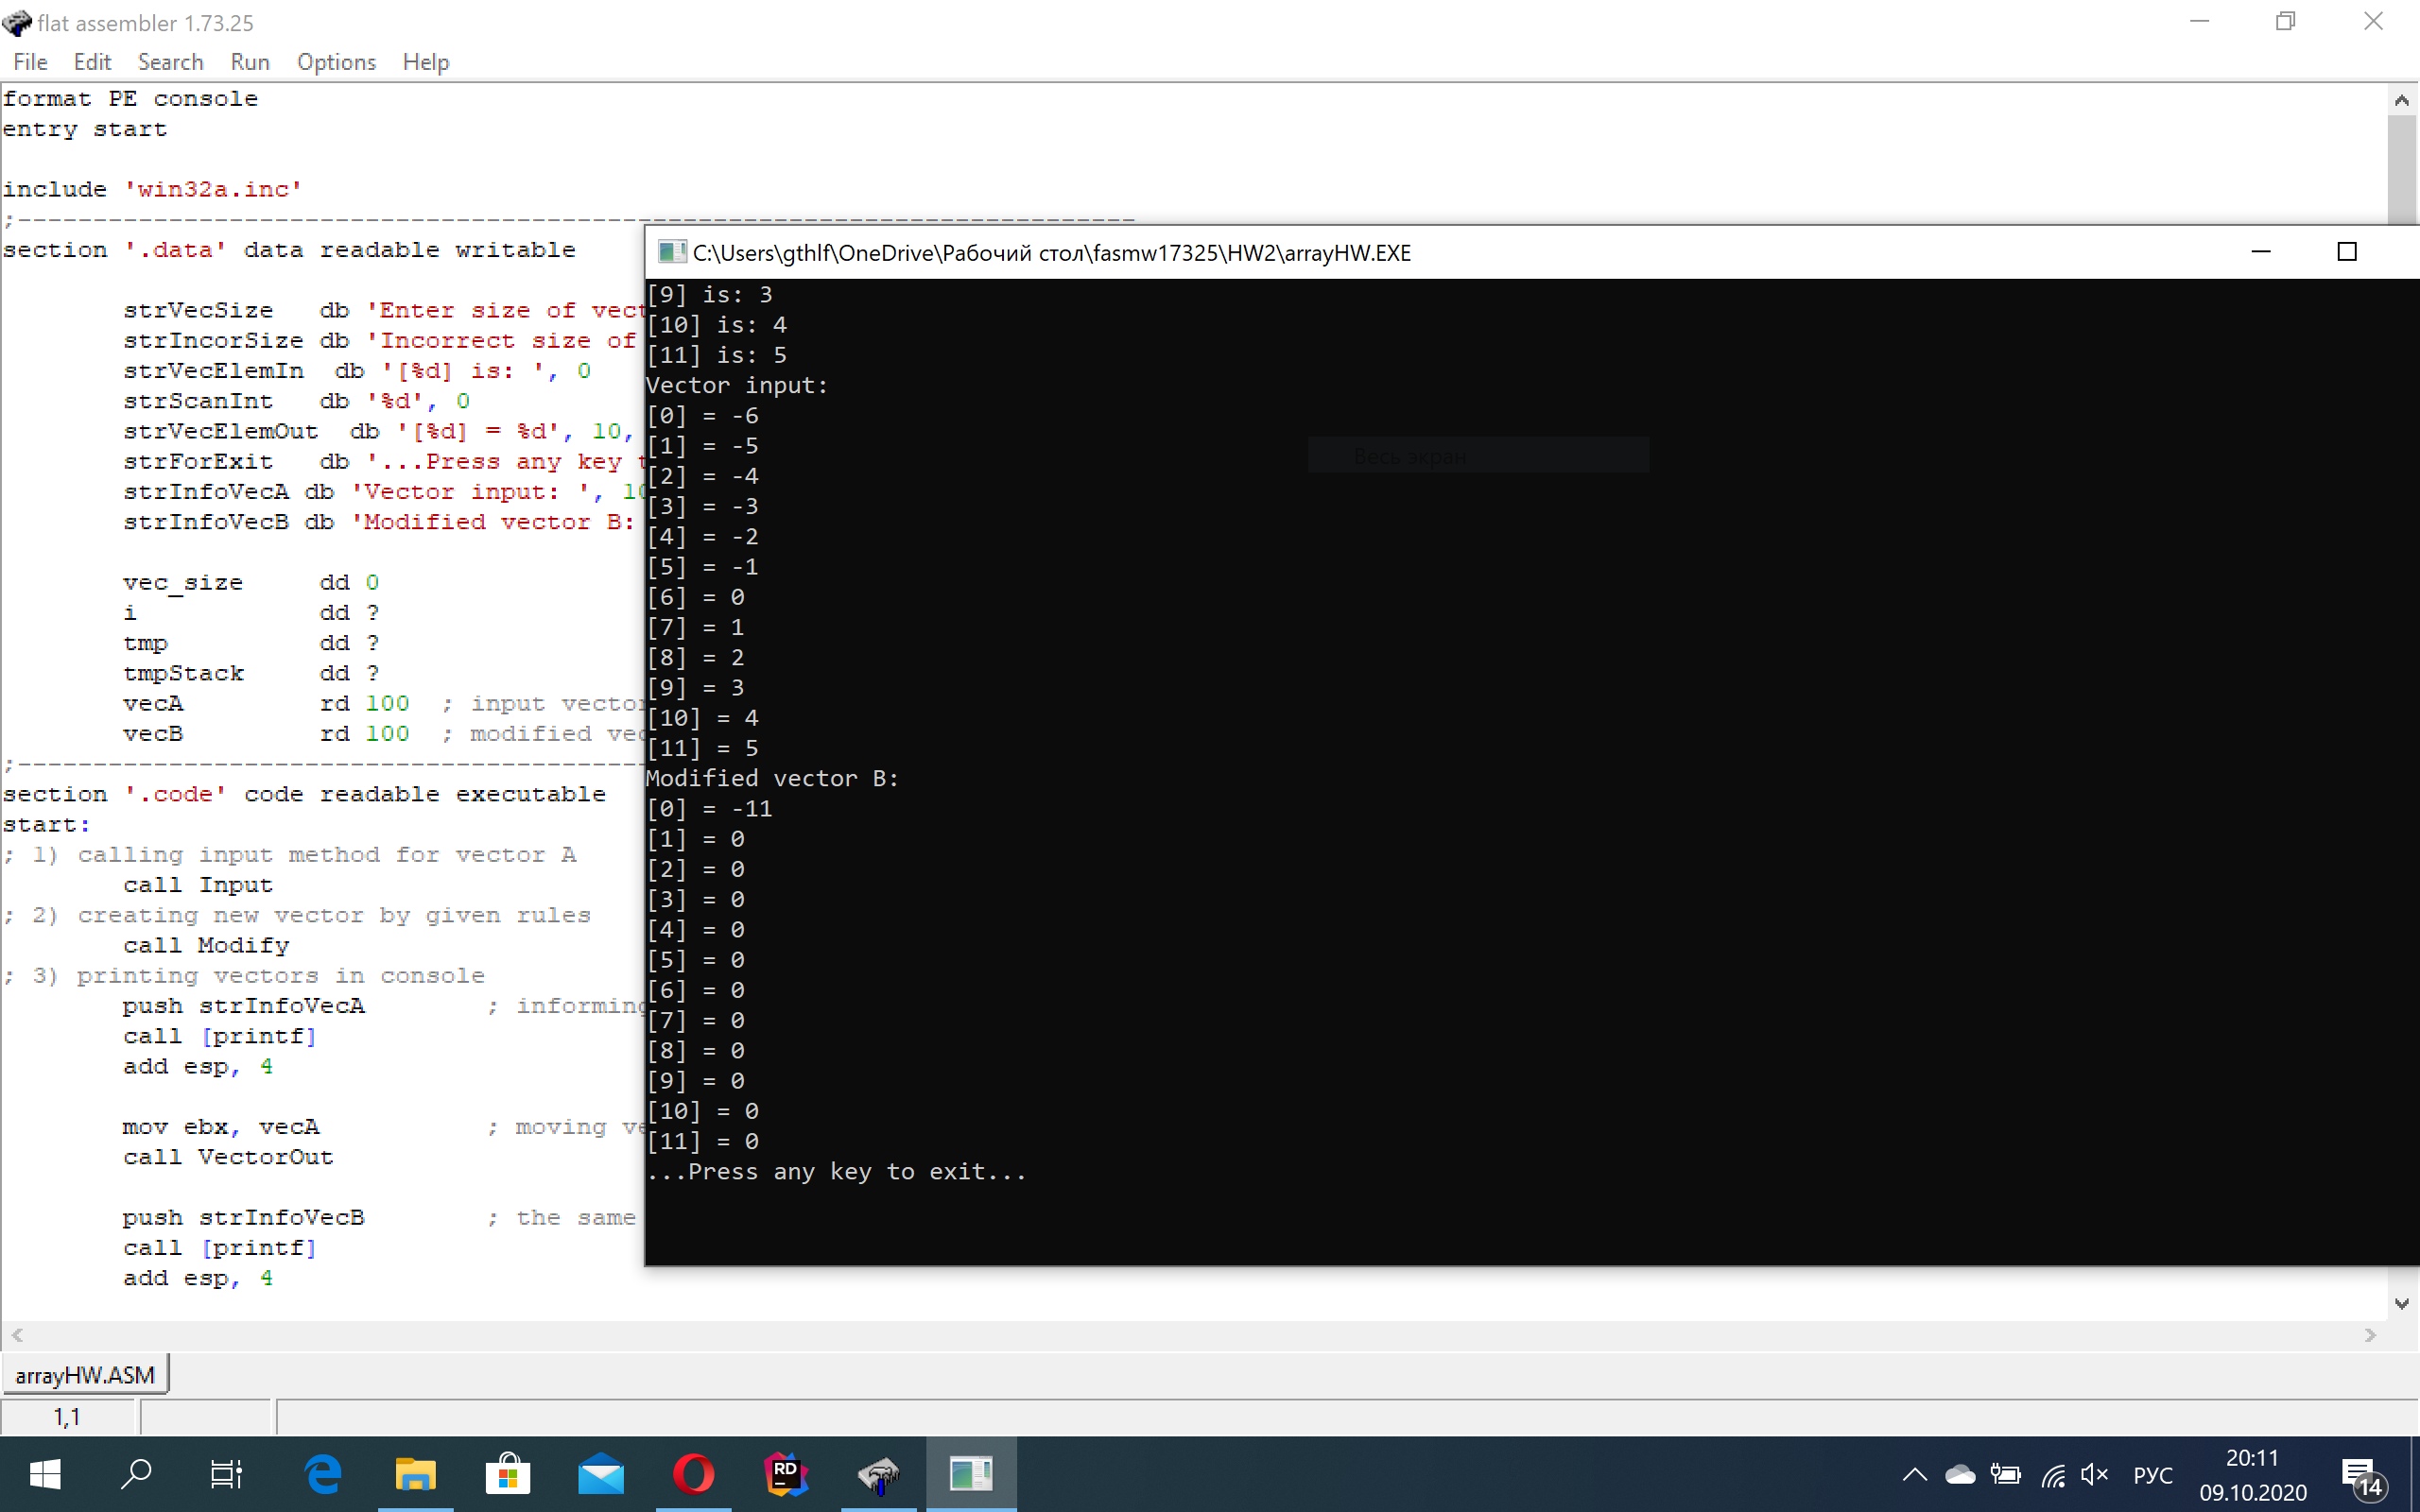 flat assembler 1.73.25
File Edit Search Run Options Help
format PE console
entry start
include 'win32a.inc'
;--------------------------------------------------------------------------
section '.data' data readable writable
strVecSize db 'Enter size of vect
strIncorSize db 'Incorrect size of
strVecElemIn db '[%d] is: ', 0
strScanInt db '%d', 0
strVecElemOut db '[%d] = %d', 10,
strForExit db '...Press any key t
strInfoVecA db 'Vector input: ', 10
strInfoVecB db 'Modified vector B:
vec_size dd 0
i dd ?
tmp dd ?
tmpStack dd ?
vecA rd 100 ; input vector
vecB rd 100 ; modified vec
;------------------------------------------
section '.code' code readable executable
start:
; 1) calling input method for vector A
call Input
; 2) creating new vector by given rules
call Modify
; 3) printing vectors in console
push strInfoVecA ; informing
call [printf]
add esp, 4
mov ebx, vecA ; moving ve
call VectorOut
push strInfoVecB ; the same
call [printf]
add esp, 4
C:\Users\gthlf\OneDrive\Рабочий стол\fasmw17325\HW2\arrayHW.EXE
[9] is: 3
[10] is: 4
[11] is: 5
Vector input:
[0] = -6
[1] = -5
[2] = -4
[3] = -3
[4] = -2
[5] = -1
[6] = 0
[7] = 1
[8] = 2
[9] = 3
[10] = 4
[11] = 5
Modified vector B:
[0] = -11
[1] = 0
[2] = 0
[3] = 0
[4] = 0
[5] = 0
[6] = 0
[7] = 0
[8] = 0
[9] = 0
[10] = 0
[11] = 0
...Press any key to exit...
Весь экран
arrayHW.ASM
1,1
RD
РУС
20:11
09.10.2020
14